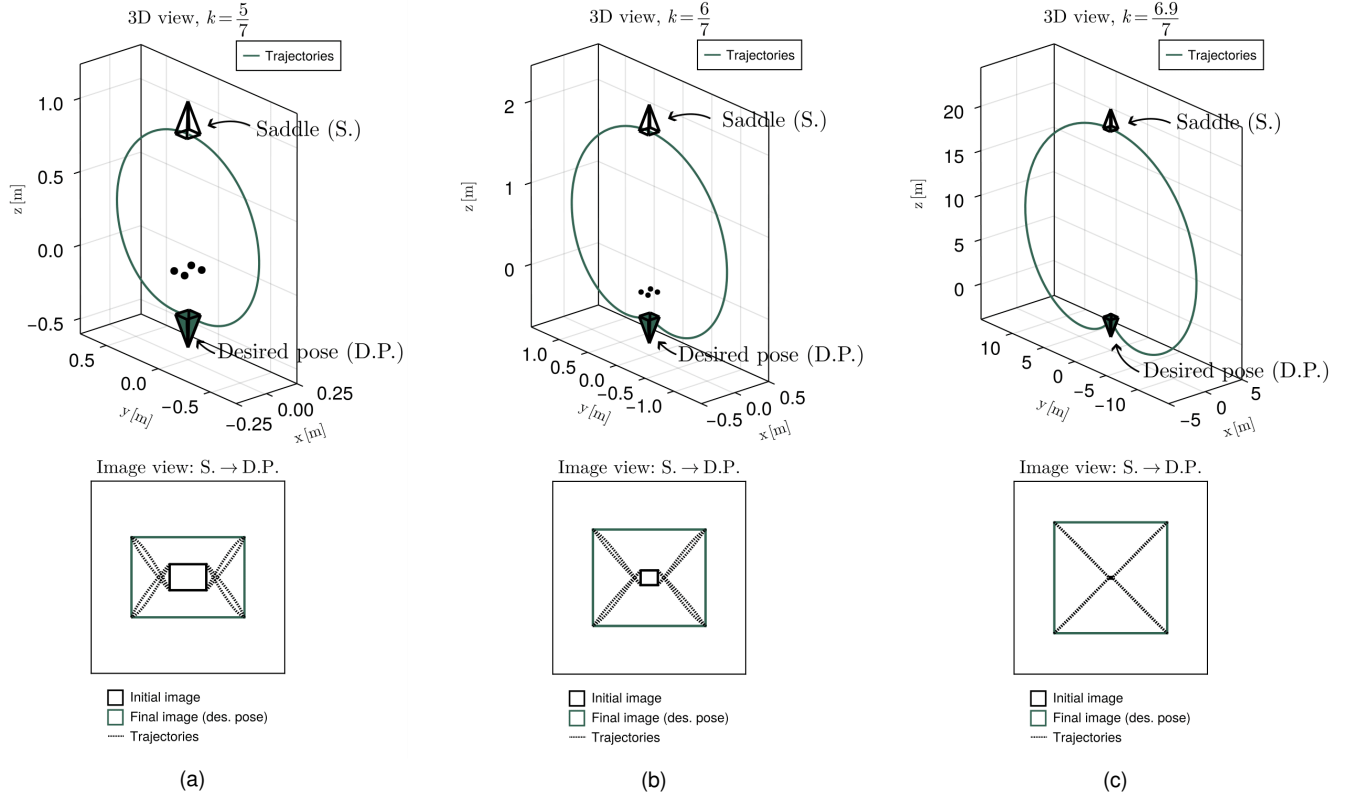 3D view, k = 5/7
Trajectories
Saddle (S.)
Desired pose (D.P.)
1.0
0.5
0.0
−0.5
z [m]
0.5
0.0
−0.5
y [m]
−0.25
0.00
0.25
x [m]
Image view: S. → D.P.
Initial image
Final image (des. pose)
Trajectories
(a)
3D view, k = 6/7
Trajectories
Saddle (S.)
Desired pose (D.P.)
2
1
0
z [m]
1.0
0.5
0.0
−0.5
−1.0
y [m]
−0.5
0.0
0.5
x [m]
Image view: S. → D.P.
Initial image
Final image (des. pose)
Trajectories
(b)
3D view, k = 6.9/7
Trajectories
Saddle (S.)
Desired pose (D.P.)
20
15
10
5
0
z [m]
10
5
0
−5
−10
y [m]
−5
0
5
x [m]
Image view: S. → D.P.
Initial image
Final image (des. pose)
Trajectories
(c)